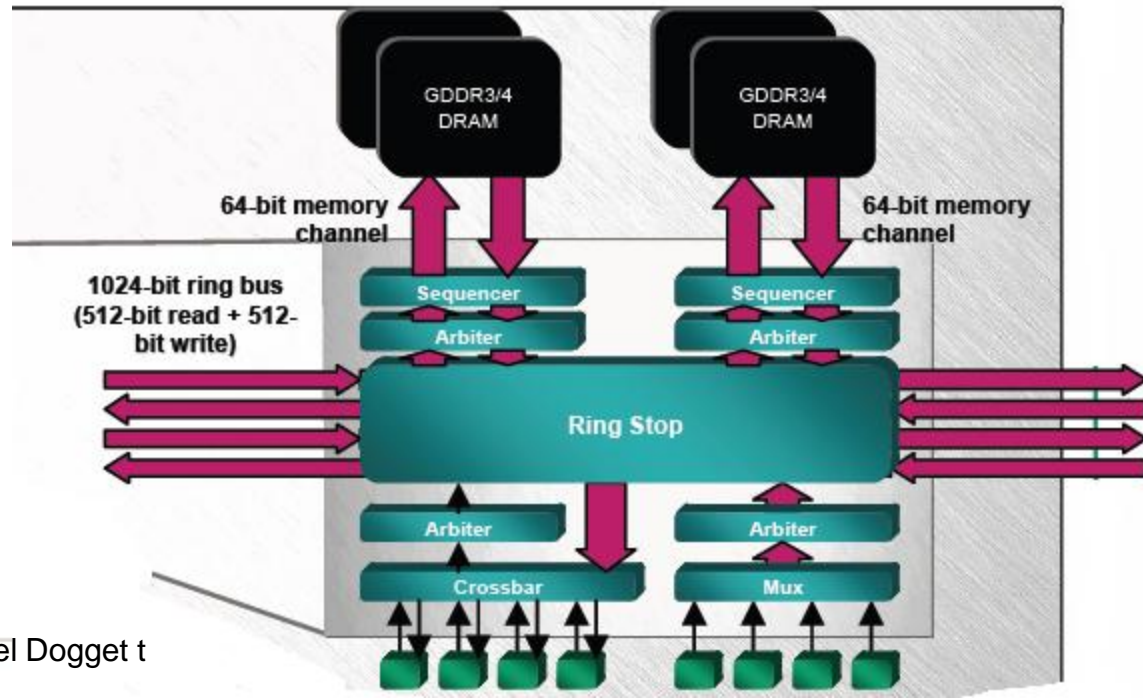 GDDR3/4
DRAM
GDDR3/4
DRAM
64-bit memory
channel
64-bit memory
channel
1024-bit ring bus
(512-bit read + 512-
bit write)
Sequencer
Sequencer
Arbiter
Arbiter
Ring Stop
Arbiter
Arbiter
Crossbar
Mux
el Dogget t